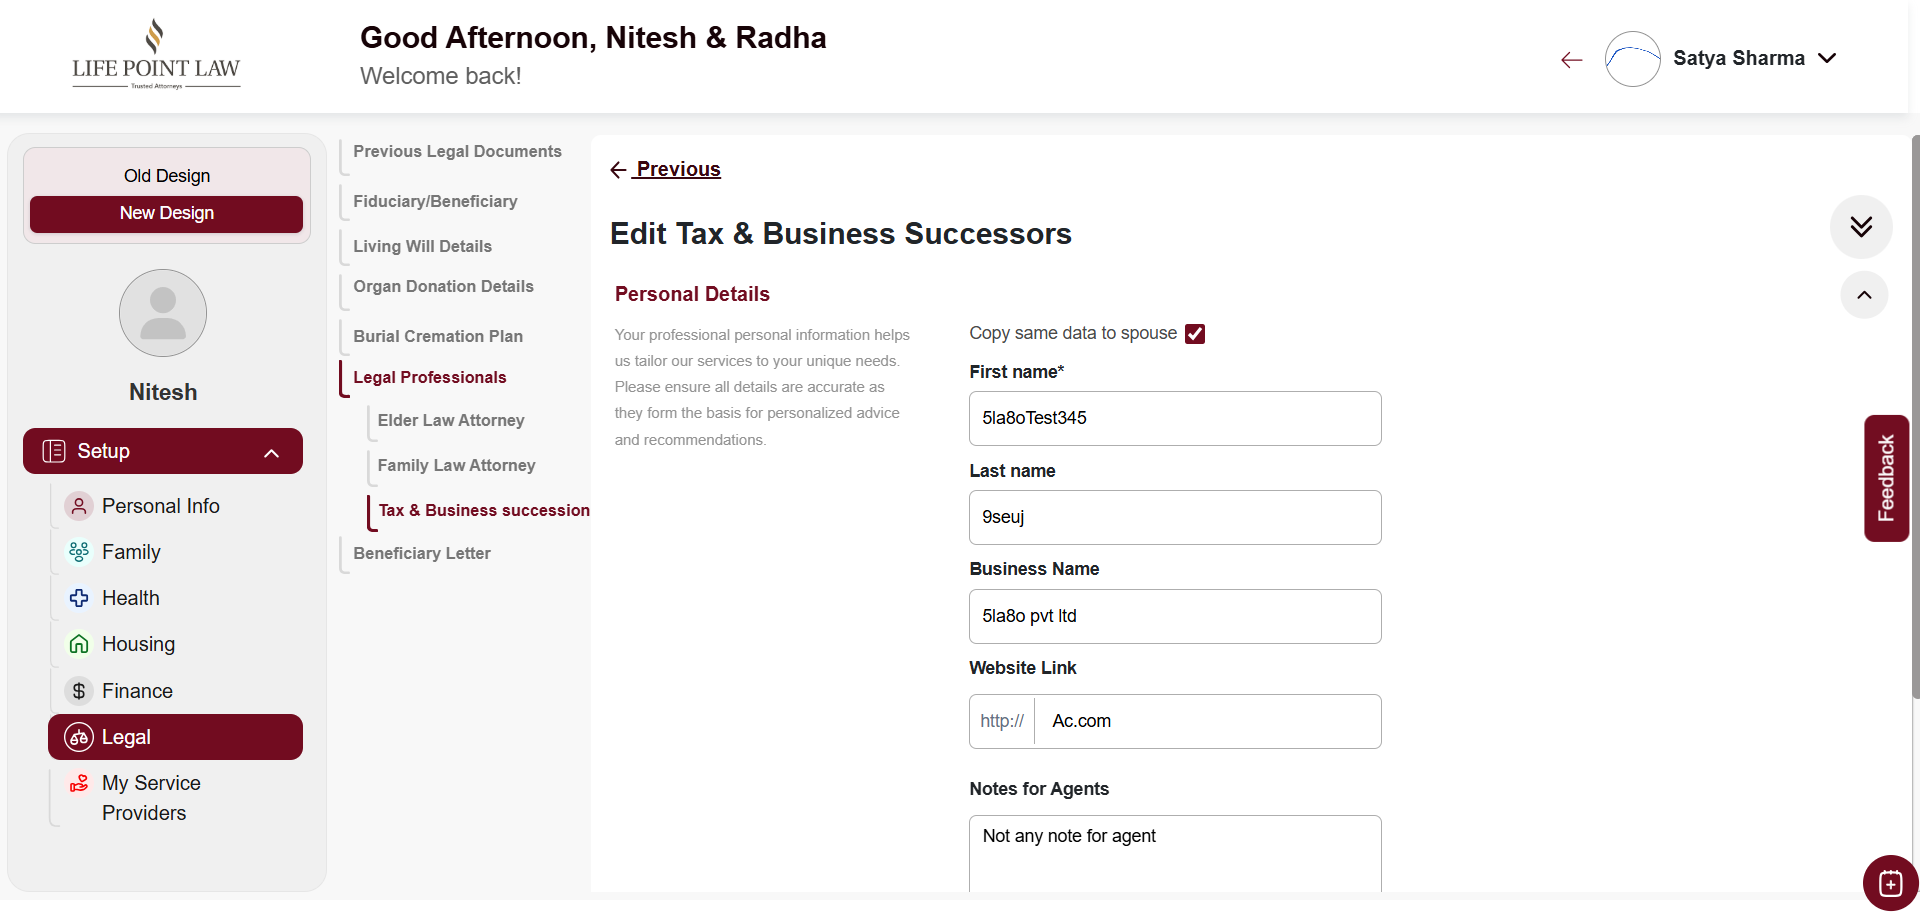 LIFE POINT LAW
Trusted Attorneys
Good Afternoon, Nitesh & Radha
Welcome back!
Satya Sharma
Old Design
New Design
Nitesh
Setup
Personal Info
Family
Health
Housing
Finance
Legal
My Service
Providers
Previous Legal Documents
Fiduciary/Beneficiary
Living Will Details
Organ Donation Details
Burial Cremation Plan
Legal Professionals
Elder Law Attorney
Family Law Attorney
Tax & Business succession
Beneficiary Letter
Previous
Edit Tax & Business Successors
Personal Details
Your professional personal information helps
us tailor our services to your unique needs.
Please ensure all details are accurate as
they form the basis for personalized advice
and recommendations.
Copy same data to spouse
First name*
5la8oTest345
Last name
9seuj
Business Name
5la8o pvt ltd
Website Link
http:// Ac.com
Notes for Agents
Not any note for agent
Feedback